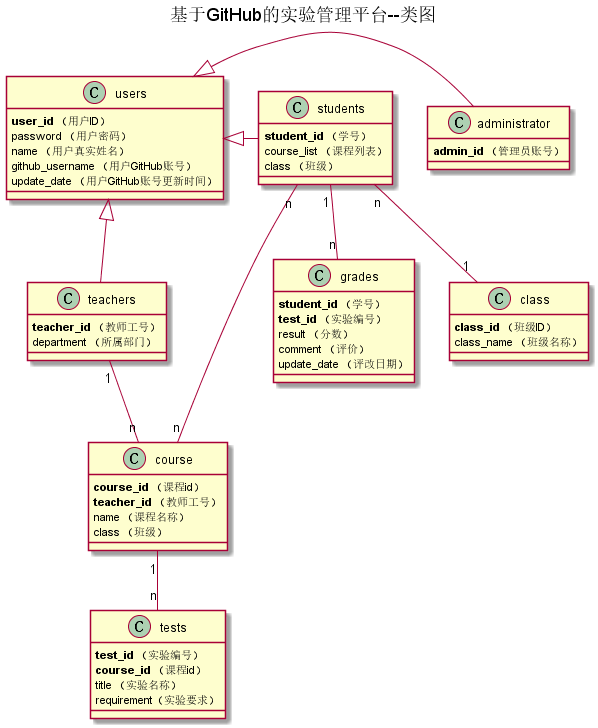 基于GitHub的实验管理平台--类图
C users
user_id （用户ID）
password （用户密码）
name （用户真实姓名）
github_username （用户GitHub账号）
update_date （用户GitHub账号更新时间）
C students
student_id （学号）
course_list （课程列表）
class （班级）
C administrator
admin_id （管理员账号）
n
1
n
n
1
C teachers
teacher_id （教师工号）
department （所属部门）
C grades
student_id （学号）
test_id （实验编号）
result （分数）
comment （评价）
update_date （评改日期）
C class
class_id （班级ID）
class_name （班级名称）
1
n
n
C course
course_id （课程id）
teacher_id （教师工号）
name （课程名称）
class （班级）
1
n
C tests
test_id （实验编号）
course_id （课程id）
title （实验名称）
requirement（实验要求）